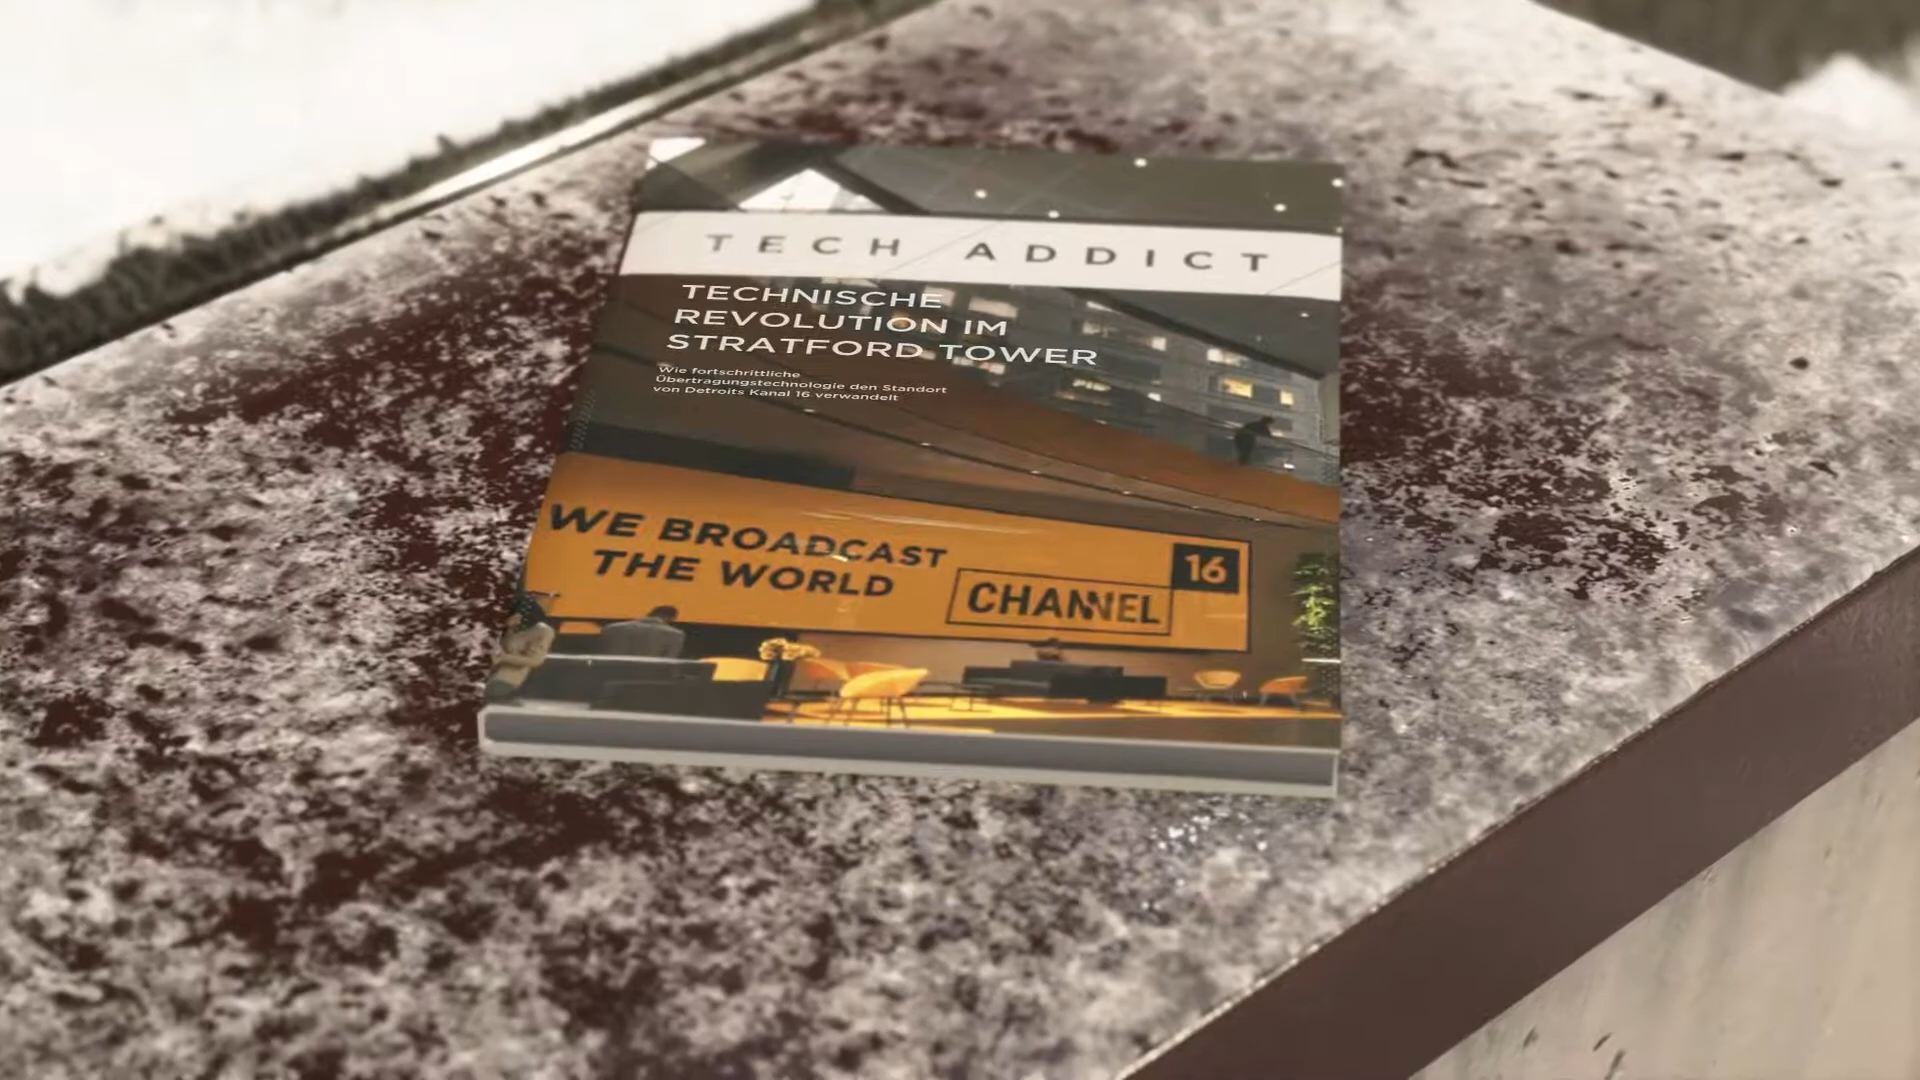 TECH ADDICT
TECHNISCHE
REVOLUTION IM
STRATFORD TOWER
Wie fortschrittliche
Übertragungstechnologie den Standort
von Detroits Kanal 16 verwandelt
WE BROADCAST
THE WORLD
16
CHANNEL